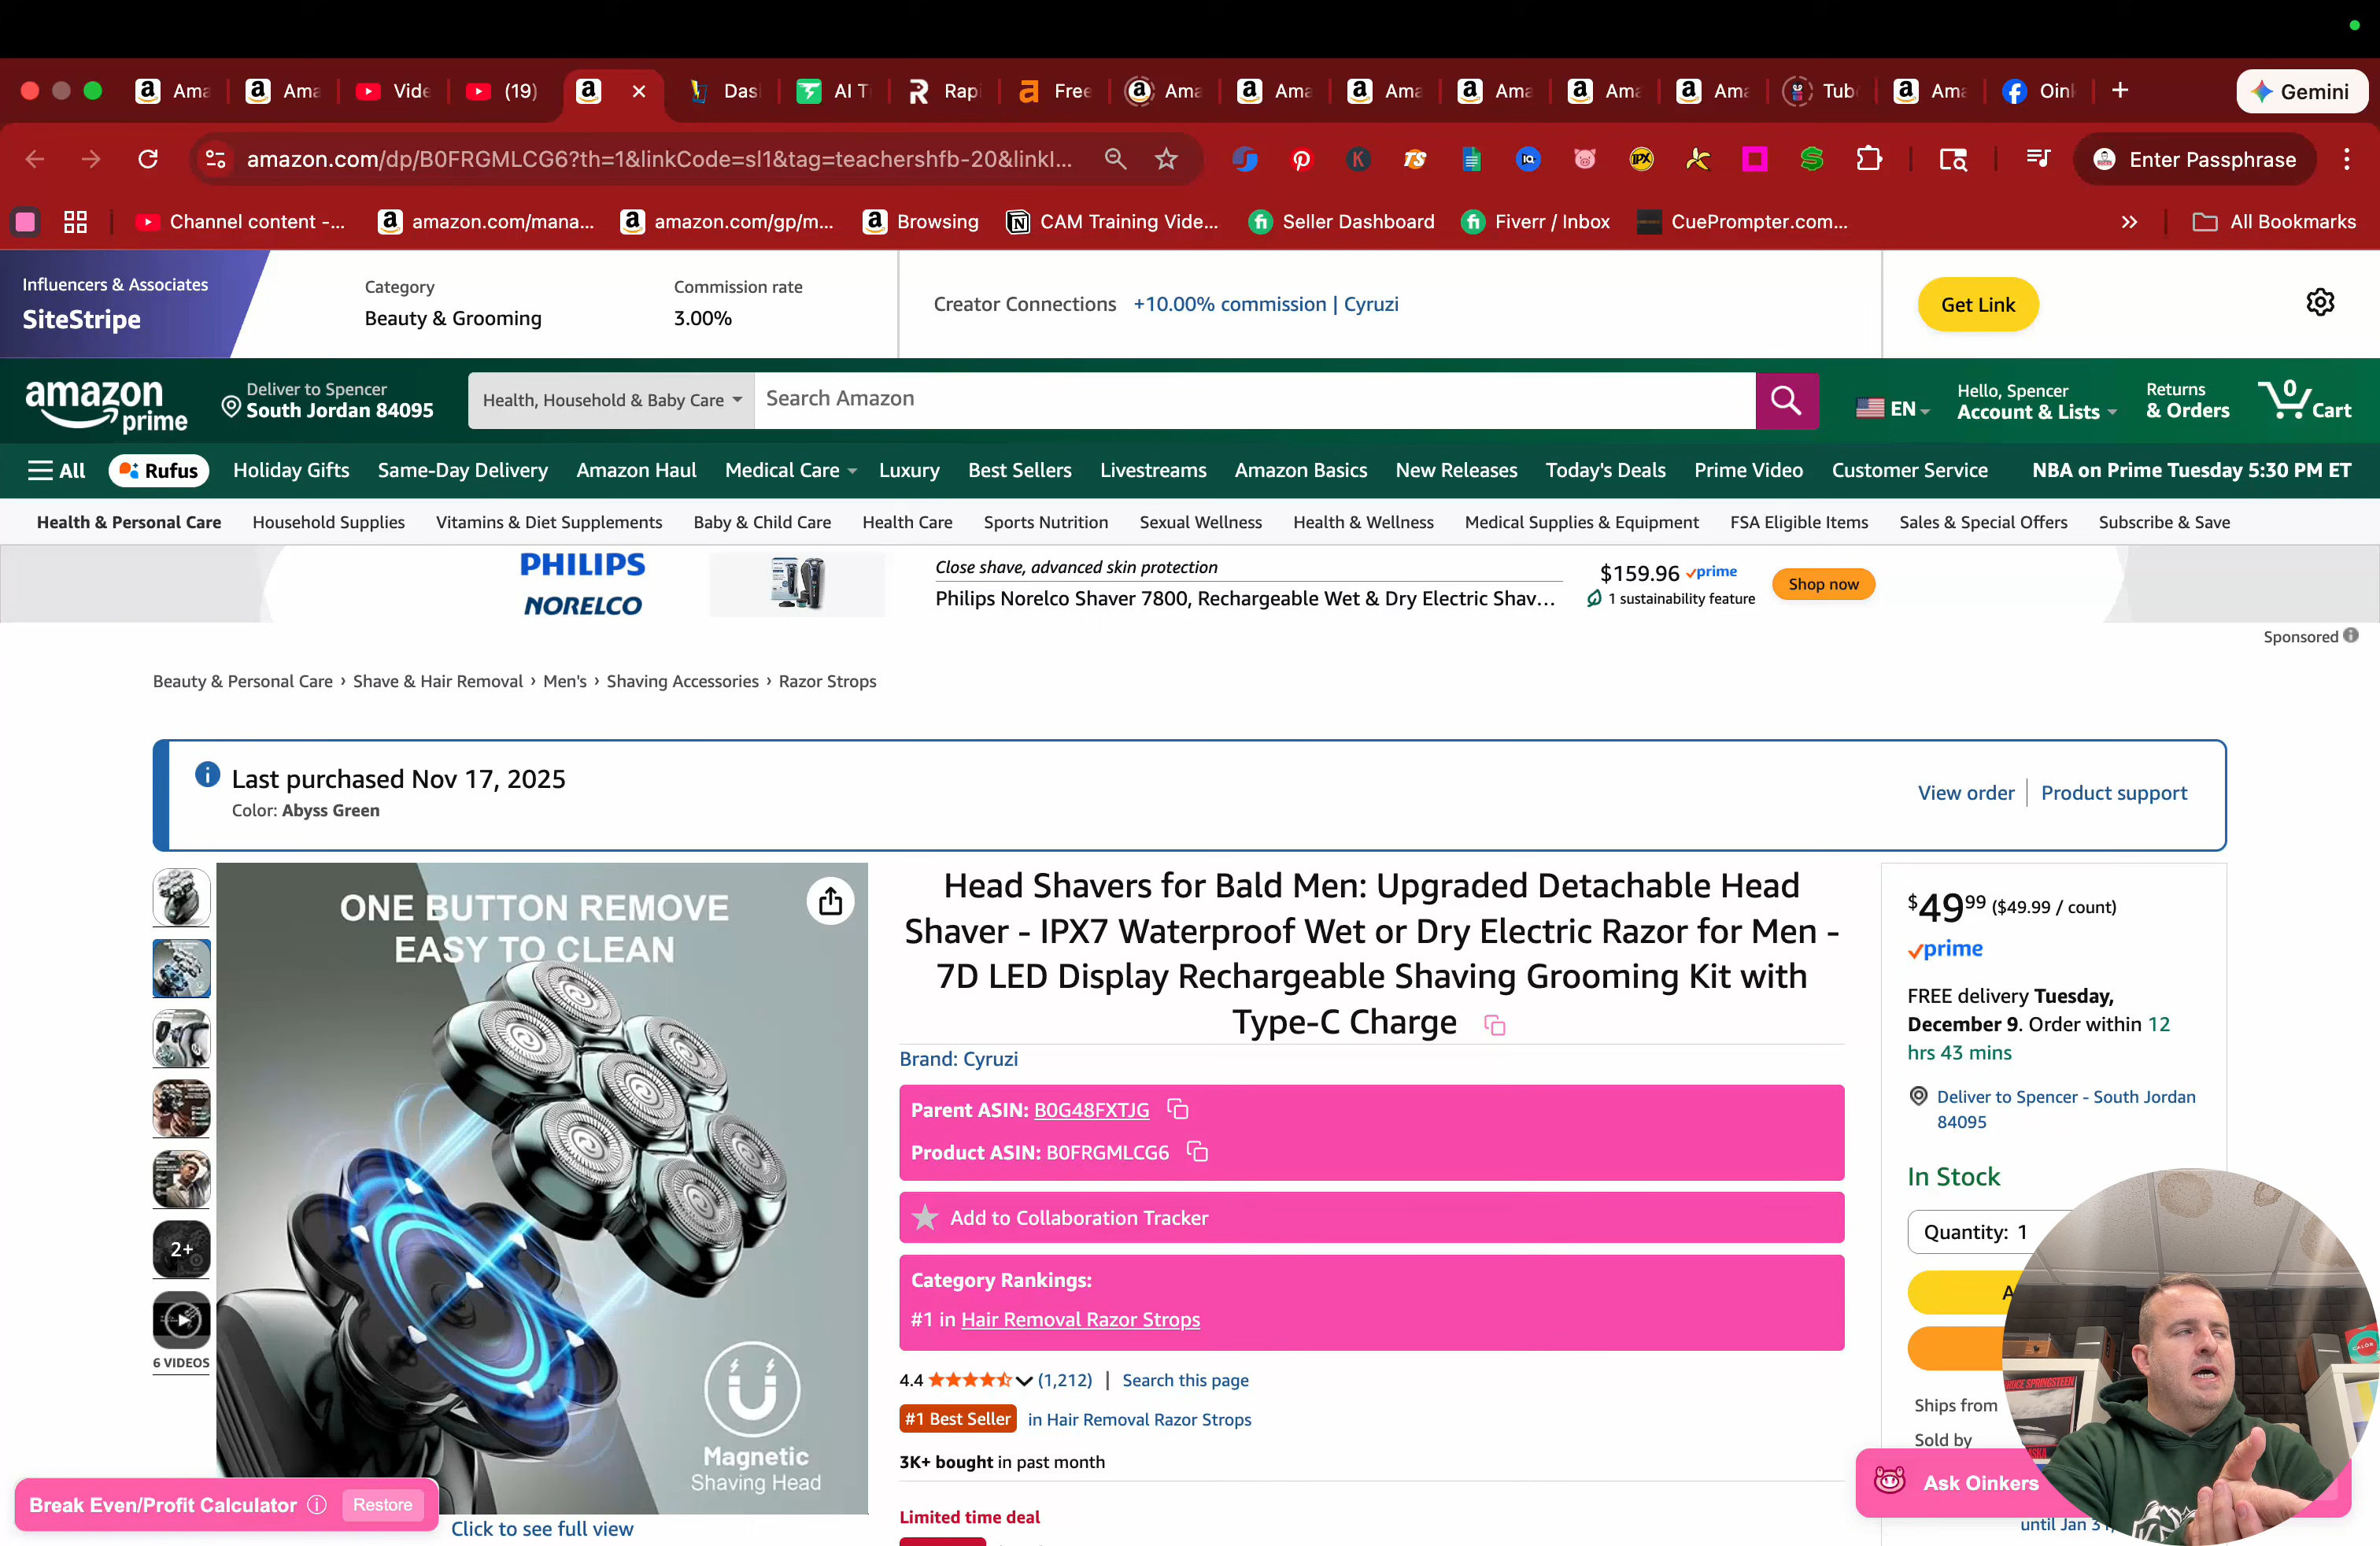 Ama
Ama
Vide
(19)
Das
AI T
Rapi
Free
Ama
Ama
Ama
Ama
Ama
Ama
Tub
Ama
Oin
Gemini
amazon.com/dp/B0FRGMLCG6?th=1&linkCode=sl1&tag=teachershfb-20&linkI...
Enter Passphrase
Channel content -...
amazon.com/mana...
amazon.com/gp/m...
Browsing
CAM Training Vide...
Seller Dashboard
Fiverr / Inbox
CuePrompter.com...
All Bookmarks
Influencers & Associates
SiteStripe
Category
Beauty & Grooming
Commission rate
3.00%
Creator Connections +10.00% commission | Cyruzi
Get Link
amazon prime
Deliver to Spencer
South Jordan 84095
Health, Household & Baby Care
Search Amazon
EN
Hello, Spencer
Account & Lists
Returns
& Orders
0
Cart
All
Rufus
Holiday Gifts
Same-Day Delivery
Amazon Haul
Medical Care
Luxury
Best Sellers
Livestreams
Amazon Basics
New Releases
Today's Deals
Prime Video
Customer Service
NBA on Prime Tuesday 5:30 PM ET
Health & Personal Care
Household Supplies
Vitamins & Diet Supplements
Baby & Child Care
Health Care
Sports Nutrition
Sexual Wellness
Health & Wellness
Medical Supplies & Equipment
FSA Eligible Items
Sales & Special Offers
Subscribe & Save
PHILIPS
NORELCO
Close shave, advanced skin protection
Philips Norelco Shaver 7800, Rechargeable Wet & Dry Electric Shav...
$159.96 prime
1 sustainability feature
Shop now
Sponsored
Beauty & Personal Care › Shave & Hair Removal › Men's › Shaving Accessories › Razor Strops
Last purchased Nov 17, 2025
Color: Abyss Green
View order
Product support
2+
6 VIDEOS
ONE BUTTON REMOVE
EASY TO CLEAN
Magnetic
Shaving Head
Click to see full view
Break Even/Profit Calculator
Restore
Head Shavers for Bald Men: Upgraded Detachable Head
Shaver - IPX7 Waterproof Wet or Dry Electric Razor for Men -
7D LED Display Rechargeable Shaving Grooming Kit with
Type-C Charge
Brand: Cyruzi
Parent ASIN: B0G48FXTJG
Product ASIN: B0FRGMLCG6
Add to Collaboration Tracker
Category Rankings:
#1 in Hair Removal Razor Strops
4.4 (1,212) | Search this page
#1 Best Seller in Hair Removal Razor Strops
3K+ bought in past month
Limited time deal
$49.99 ($49.99 / count)
prime
FREE delivery Tuesday,
December 9. Order within 12
hrs 43 mins
Deliver to Spencer - South Jordan
84095
In Stock
Quantity: 1
A
Ships from
Sold by
BRUCE SPRINGSTEEN
Ask Oinkers
until Jan 31,